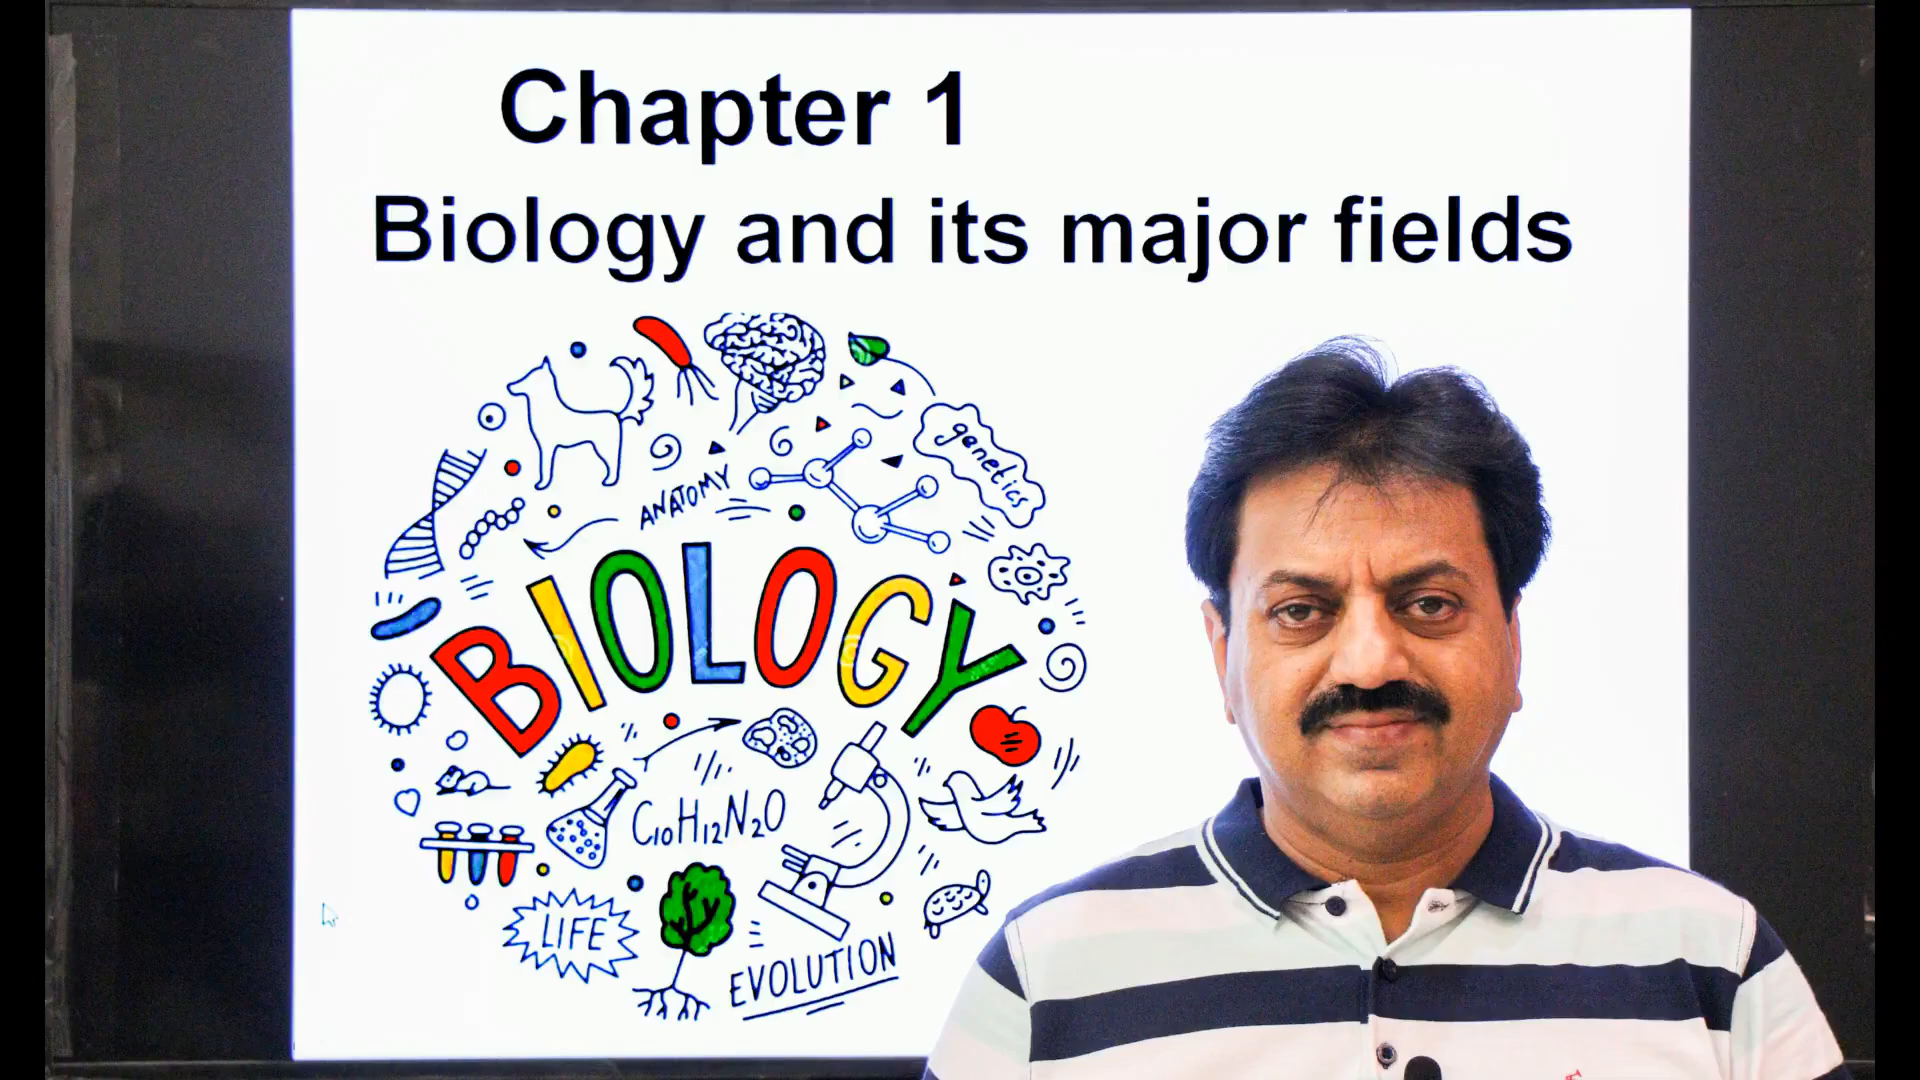 Chapter 1
Biology and its major fields
ANATOMY
genetics
BIOLOGY
C₁₀H₁₂N₂O
LIFE
EVOLUTION